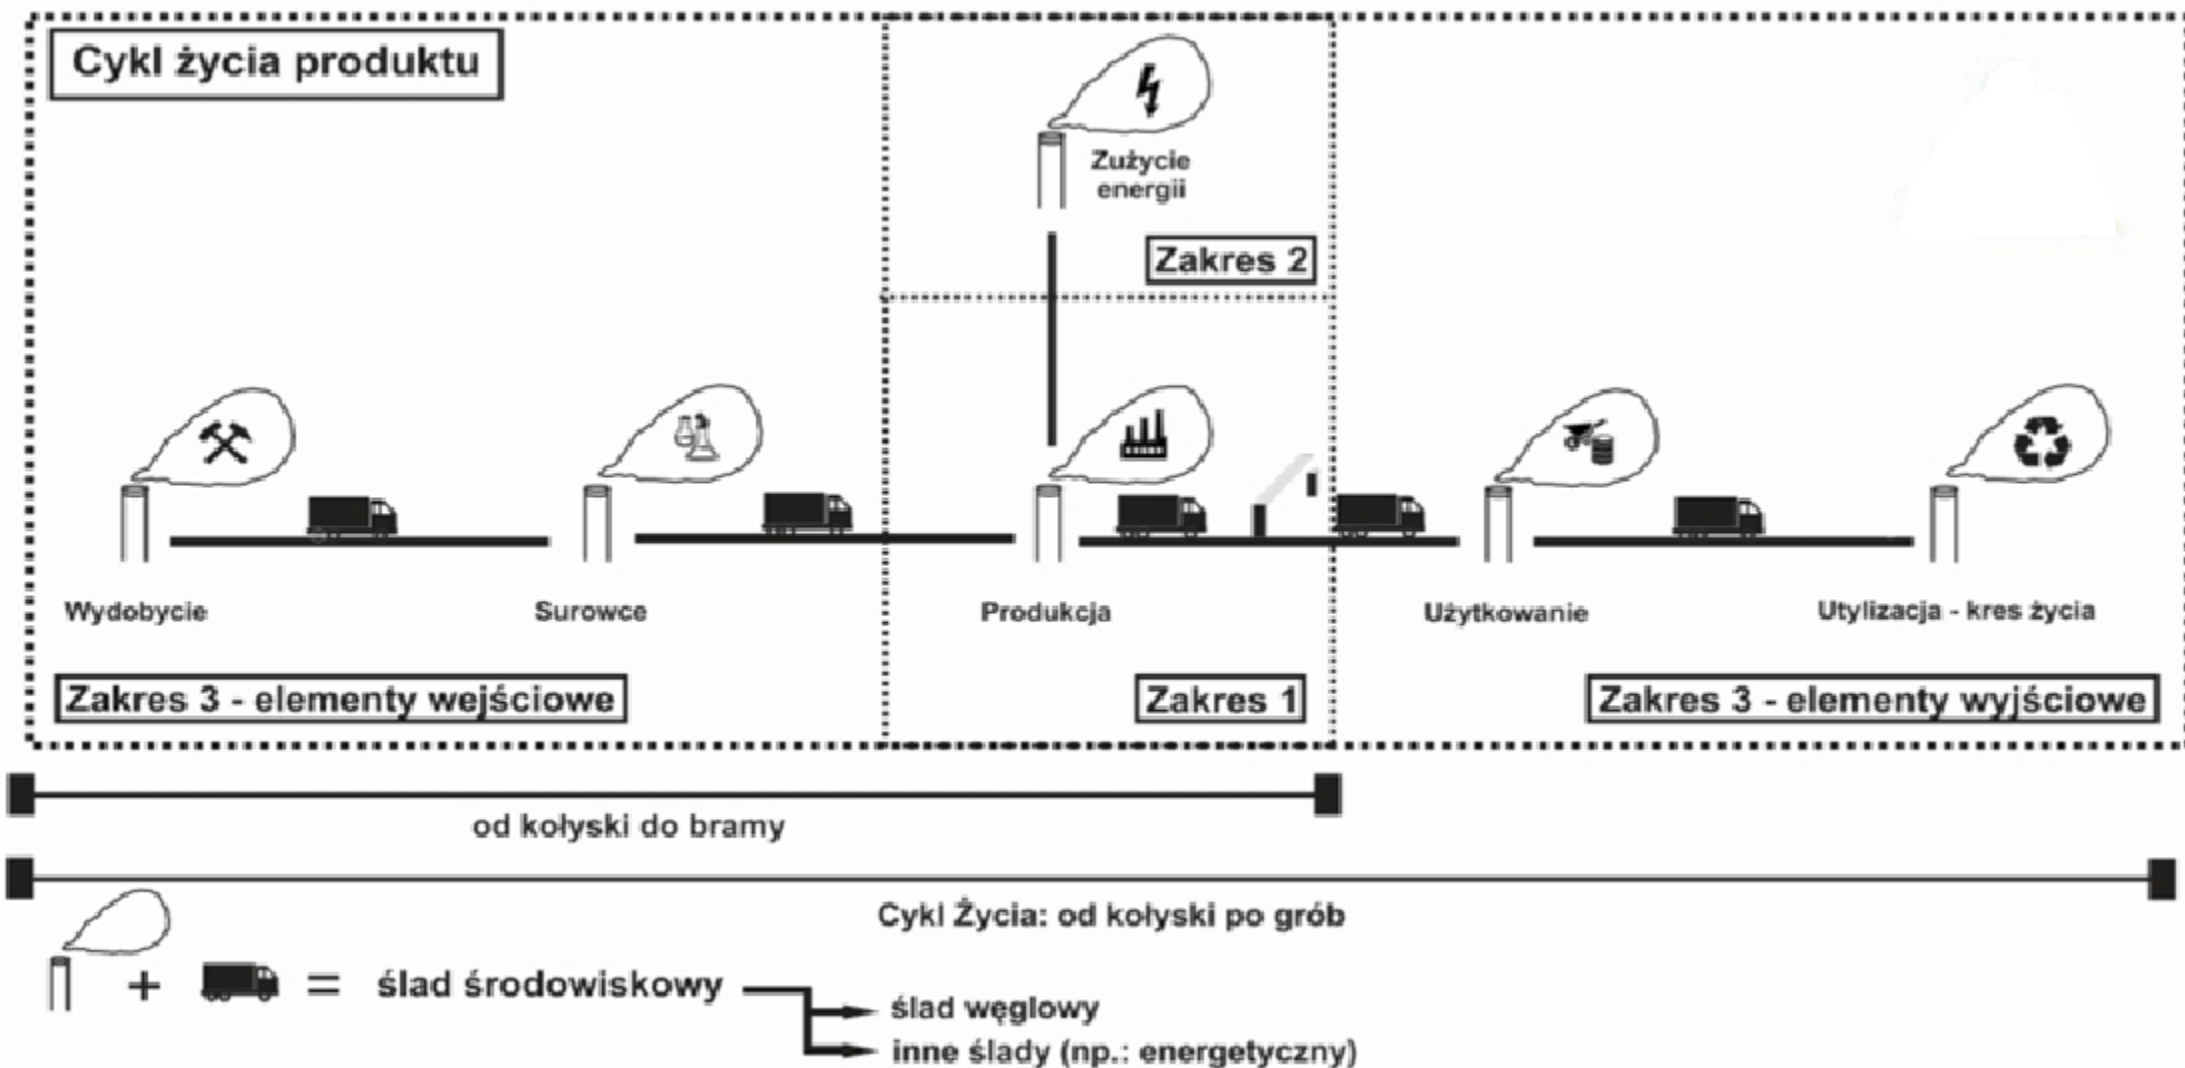 Cykl życia produktu
Zużycie
energii
Zakres 2
Wydobycie
Surowce
Produkcja
Użytkowanie
Utylizacja - kres życia
Zakres 3 - elementy wejściowe
Zakres 1
Zakres 3 - elementy wyjściowe
od kołyski do bramy
Cykl Życia: od kołyski po grób
+ = ślad środowiskowy
ślad węglowy
inne ślady (np.: energetyczny)